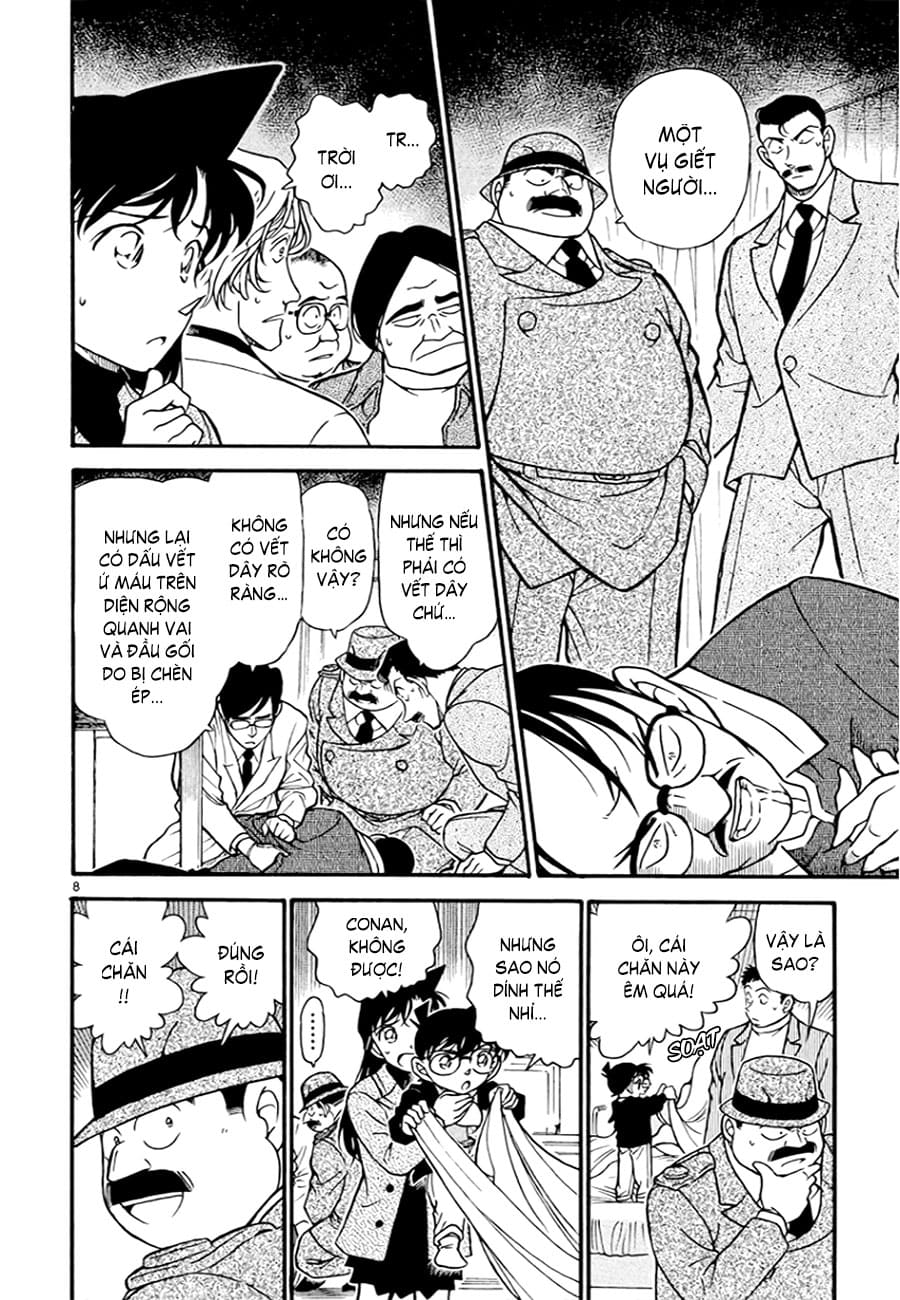 MỘT
VỤ GIẾT
NGƯỜI...
TR...
TRỜI
ƠI...
NHƯNG NẾU
THẾ THÌ
PHẢI CÓ
VẾT DÂY
CHỨ...
CÓ
KHÔNG
VẬY?
KHÔNG
CÓ VẾT
DÂY RÕ
RÀNG...
NHƯNG LẠI
CÓ DẤU VẾT
Ứ MÁU TRÊN
DIỆN RỘNG
QUANH VAI
VÀ ĐẦU GỐI
DO BỊ CHÈN
ÉP...
8
VẬY LÀ
SAO?
ÔI, CÁI
CHĂN NÀY
ÊM QUÁ!
SOẠT
NHƯNG SAO NÓ
DÍNH THẾ
NHỈ...
CONAN,
KHÔNG
ĐƯỢC!
......
ĐÚNG
RỒI!
CÁI
CHĂN
!!